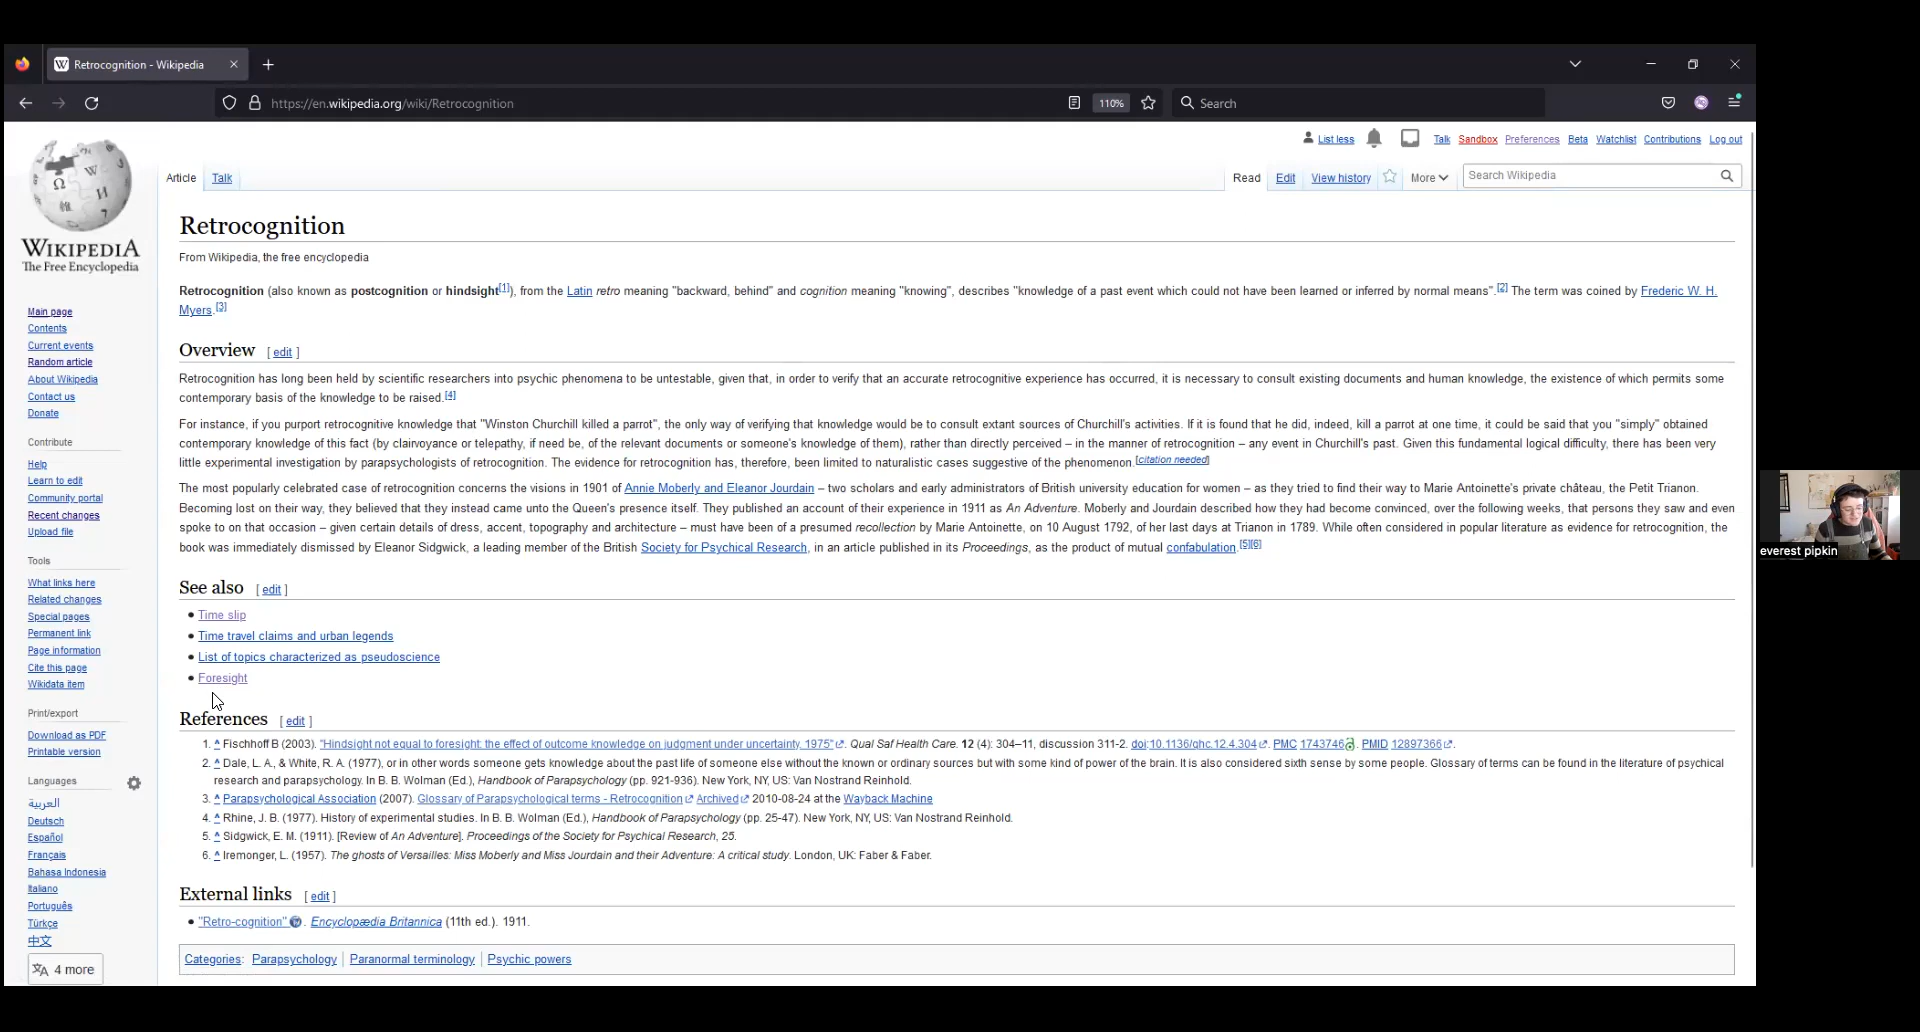 Retrocognition - Wikipedia
https://en.wikipedia.org/wiki/Retrocognition
110%
Search
List less
Talk
Sandbox
Preferences
Beta
Watchlist
Contributions
Log out
Article
Talk
Read
Edit
View history
More
Search Wikipedia
WIKIPEDIA
The Free Encyclopedia
Main page
Contents
Current events
Random article
About Wikipedia
Contact us
Donate
Contribute
Help
Learn to edit
Community portal
Recent changes
Upload file
Tools
What links here
Related changes
Special pages
Permanent link
Page information
Cite this page
Wikidata item
Print/export
Download as PDF
Printable version
Languages
العربية
Deutsch
Español
Français
Bahasa Indonesia
Italiano
Português
Türkçe
中文
4 more
Retrocognition
From Wikipedia, the free encyclopedia
Retrocognition (also known as postcognition or hindsight[1]), from the Latin retro meaning "backward, behind" and cognition meaning "knowing", describes "knowledge of a past event which could not have been learned or inferred by normal means".[2] The term was coined by Frederic W. H.
Myers.[3]
Overview [ edit ]
Retrocognition has long been held by scientific researchers into psychic phenomena to be untestable, given that, in order to verify that an accurate retrocognitive experience has occurred, it is necessary to consult existing documents and human knowledge, the existence of which permits some
contemporary basis of the knowledge to be raised.[4]
For instance, if you purport retrocognitive knowledge that "Winston Churchill killed a parrot", the only way of verifying that knowledge would be to consult extant sources of Churchill's activities. If it is found that he did, indeed, kill a parrot at one time, it could be said that you "simply" obtained
contemporary knowledge of this fact (by clairvoyance or telepathy, if need be, of the relevant documents or someone's knowledge of them), rather than directly perceived – in the manner of retrocognition – any event in Churchill's past. Given this fundamental logical difficulty, there has been very
little experimental investigation by parapsychologists of retrocognition. The evidence for retrocognition has, therefore, been limited to naturalistic cases suggestive of the phenomenon.[citation needed]
The most popularly celebrated case of retrocognition concerns the visions in 1901 of Annie Moberly and Eleanor Jourdain – two scholars and early administrators of British university education for women – as they tried to find their way to Marie Antoinette's private château, the Petit Trianon.
Becoming lost on their way, they believed that they instead came unto the Queen's presence itself. They published an account of their experience in 1911 as An Adventure. Moberly and Jourdain described how they had become convinced, over the following weeks, that persons they saw and even
spoke to on that occasion – given certain details of dress, accent, topography and architecture – must have been of a presumed recollection by Marie Antoinette, on 10 August 1792, of her last days at Trianon in 1789. While often considered in popular literature as evidence for retrocognition, the
book was immediately dismissed by Eleanor Sidgwick, a leading member of the British Society for Psychical Research, in an article published in its Proceedings, as the product of mutual confabulation.[5][6]
See also [ edit ]
Time slip
Time travel claims and urban legends
List of topics characterized as pseudoscience
Foresight
References [ edit ]
1. ^ Fischhoff B (2003). "Hindsight not equal to foresight: the effect of outcome knowledge on judgment under uncertainty, 1975". Qual Saf Health Care. 12 (4): 304–11, discussion 311-2. doi:10.1136/qhc.12.4.304. PMC 1743746. PMID 12897366.
2. ^ Dale, L. A., & White, R. A. (1977), or in other words someone gets knowledge about the past life of someone else without the known or ordinary sources but with some kind of power of the brain. It is also considered sixth sense by some people. Glossary of terms can be found in the literature of psychical
research and parapsychology. In B. B. Wolman (Ed.), Handbook of Parapsychology (pp. 921-936). New York, NY, US: Van Nostrand Reinhold.
3. ^ Parapsychological Association (2007). Glossary of Parapsychological terms - Retrocognition Archived 2010-08-24 at the Wayback Machine
4. ^ Rhine, J. B. (1977). History of experimental studies. In B. B. Wolman (Ed.), Handbook of Parapsychology (pp. 25-47). New York, NY, US: Van Nostrand Reinhold.
5. ^ Sidgwick, E. M. (1911). [Review of An Adventure]. Proceedings of the Society for Psychical Research, 25.
6. ^ Iremonger, L. (1957). The ghosts of Versailles: Miss Moberly and Miss Jourdain and their Adventure: A critical study. London, UK: Faber & Faber.
External links [ edit ]
"Retro-cognition". Encyclopædia Britannica (11th ed.). 1911.
Categories: Parapsychology | Paranormal terminology | Psychic powers
everest pipkin